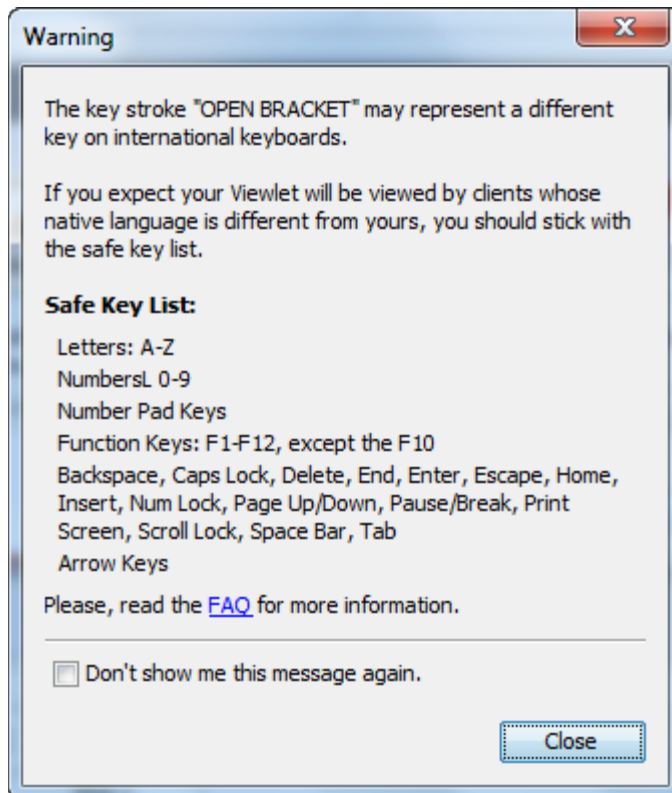 Warning
The key stroke "OPEN BRACKET" may represent a different
key on international keyboards.
If you expect your Viewlet will be viewed by clients whose
native language is different from yours, you should stick with
the safe key list.
Safe Key List:
Letters: A-Z
NumbersL 0-9
Number Pad Keys
Function Keys: F1-F12, except the F10
Backspace, Caps Lock, Delete, End, Enter, Escape, Home,
Insert, Num Lock, Page Up/Down, Pause/Break, Print
Screen, Scroll Lock, Space Bar, Tab
Arrow Keys
Please, read the FAQ for more information.
Don't show me this message again.
Close